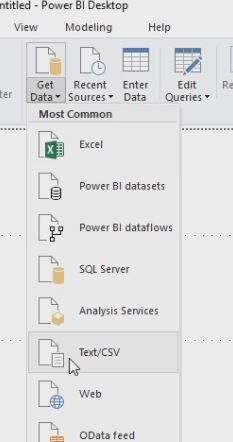 ntitled - Power BI Desktop
View Modeling Help
Get Data Recent Sources Enter Data Edit Queries Re
ter
Most Common
Excel
Power BI datasets
Power BI dataflows
SQL Server
Analysis Services
Text/CSV
Web
OData feed